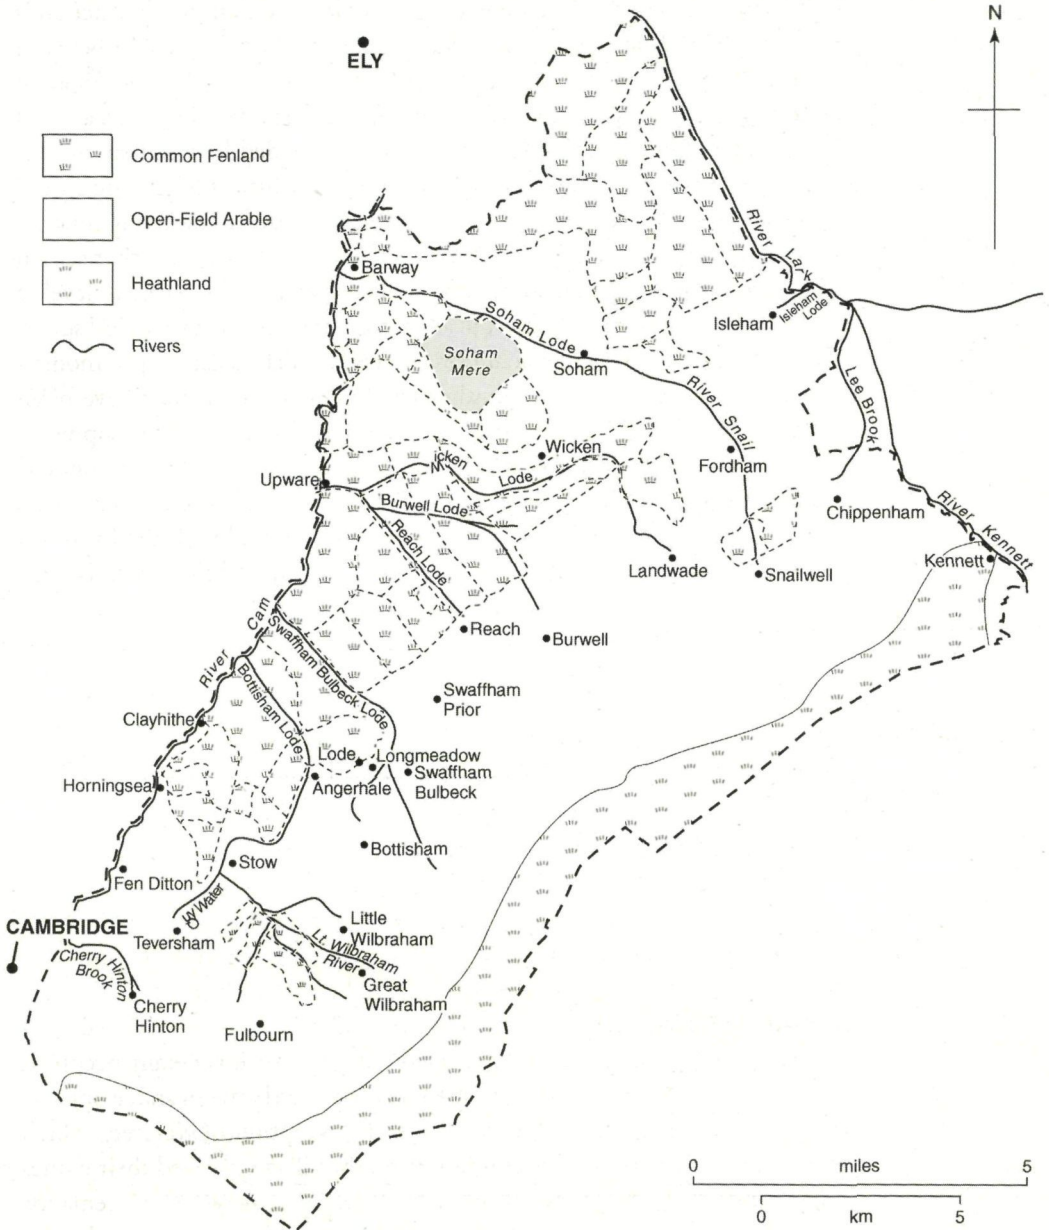 N
ELY
Common Fenland
Open-Field Arable
Heathland
Rivers
Barway
River Lark
Isleham
Isleham
Lode
Soham Lode
Soham
Mere
Soham
River Snail
Lee Brook
Wicken
Wicken
Lode
Fordham
Upware
Burwell Lode
Reach Lode
Chippenham
River Kennett
Kennett
Landwade
Snailwell
Reach
Burwell
River Cam
Swaffham Bulbeck Lode
Bottisham Lode
Swaffham
Prior
Clayhithe
Lode
Longmeadow
Horningsea
Angerhale
Swaffham
Bulbeck
Bottisham
Stow
Fen Ditton
Quy Water
CAMBRIDGE
Teversham
Little
Wilbraham
Lt. Wilbraham
River
Cherry Hinton
Brook
Great
Wilbraham
Cherry
Hinton
Fulbourn
0 miles 5
0 km 5